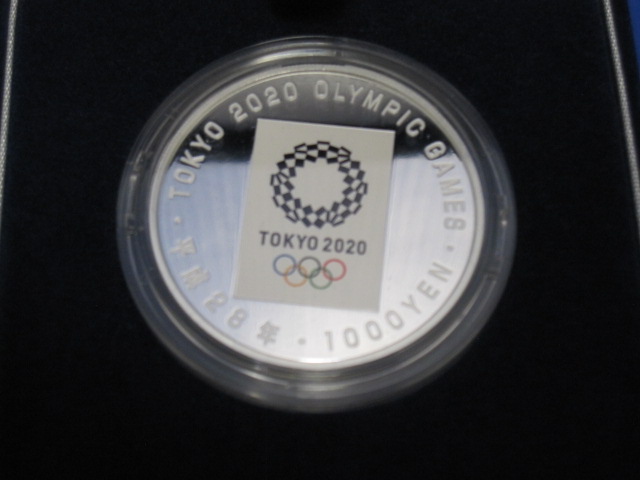 TOKYO 2020 OLYMPIC GAMES
TOKYO 2020
平成28年・1000YEN